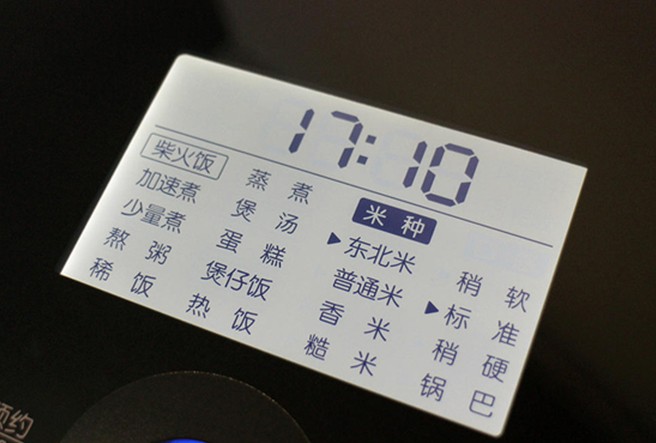 17:10
柴火饭
加速煮
少量煮
熬粥
稀饭
蒸煮
煲汤
蛋糕
煲仔饭
热饭
米种
东北米
普通米
香米
糙米
稍软
标准
稍硬
锅巴
预约